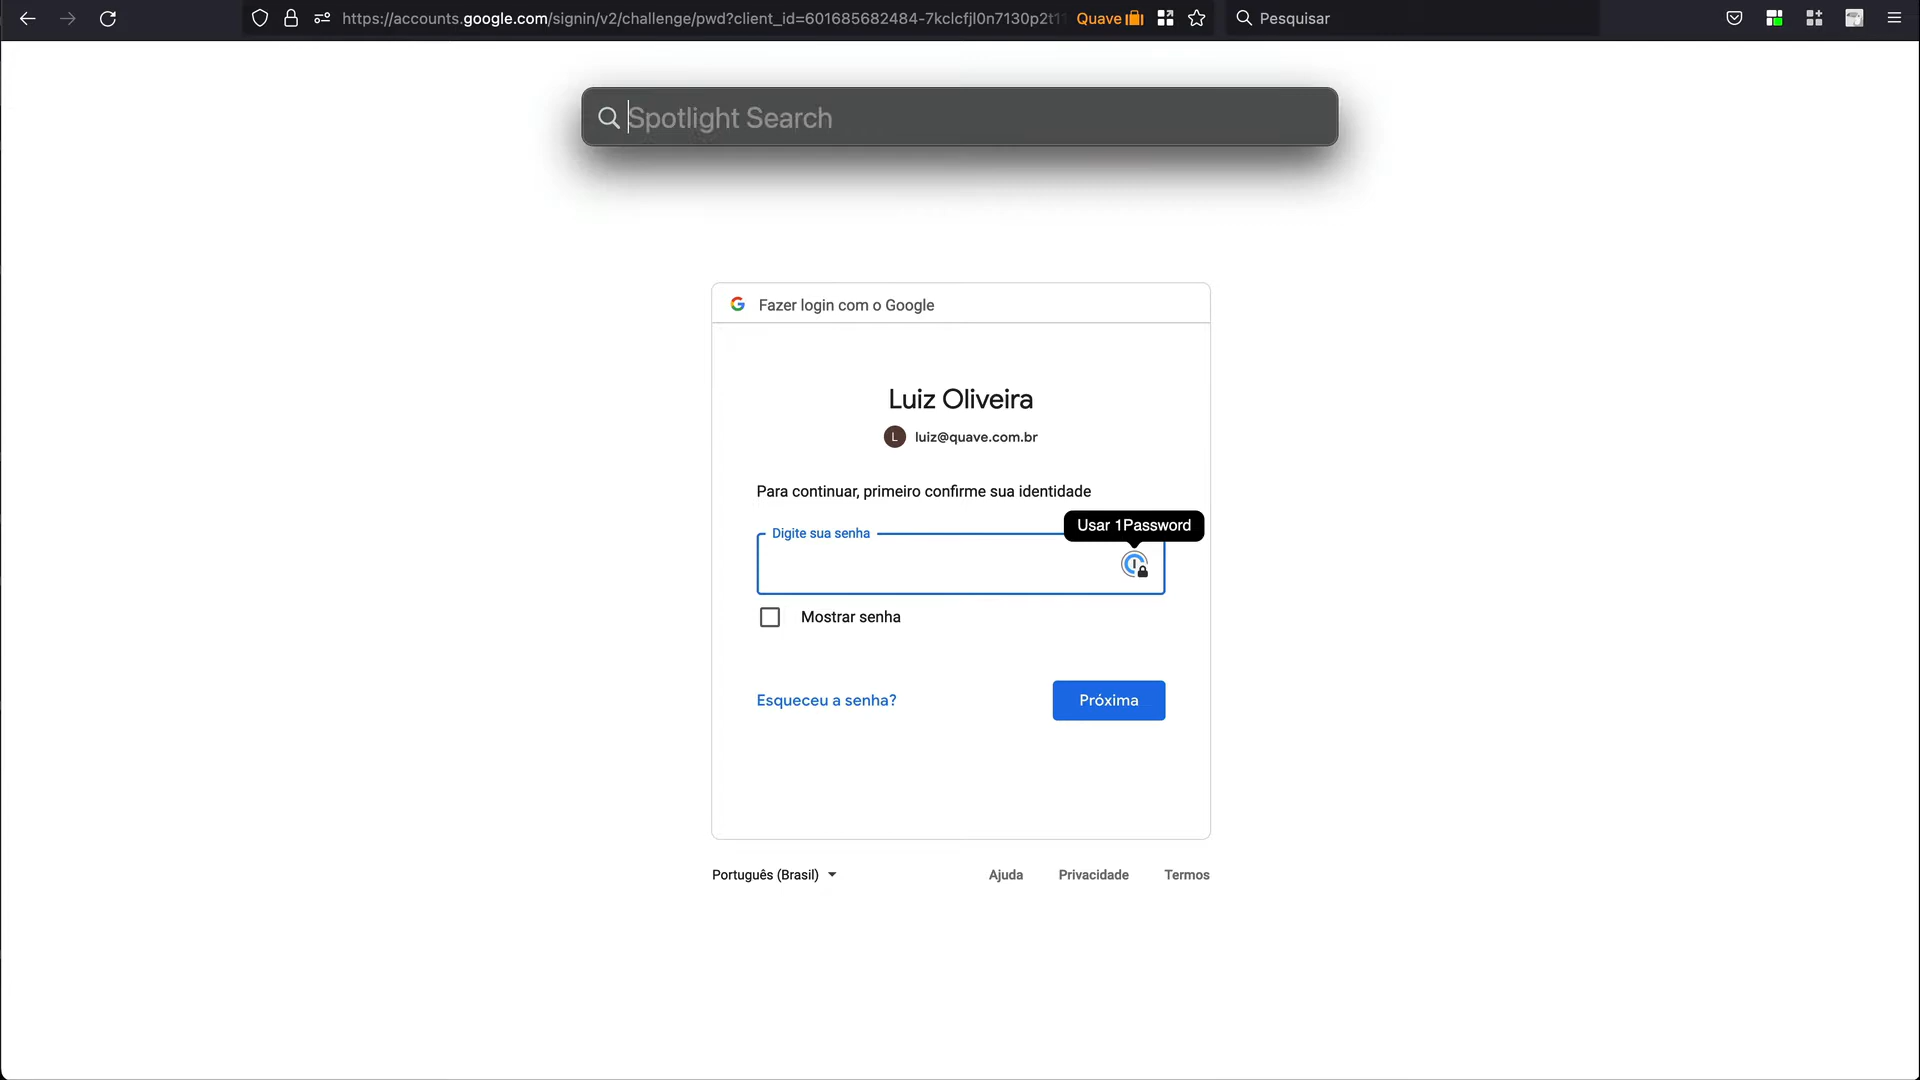 https://accounts.google.com/signin/v2/challenge/pwd?client_id=601685682484-7kclcfjl0n7130p2t11
Quave
Pesquisar
Spotlight Search
Fazer login com o Google
Luiz Oliveira
L
luiz@quave.com.br
Para continuar, primeiro confirme sua identidade
Usar 1Password
Digite sua senha
Mostrar senha
Esqueceu a senha?
Próxima
Português (Brasil)
Ajuda
Privacidade
Termos